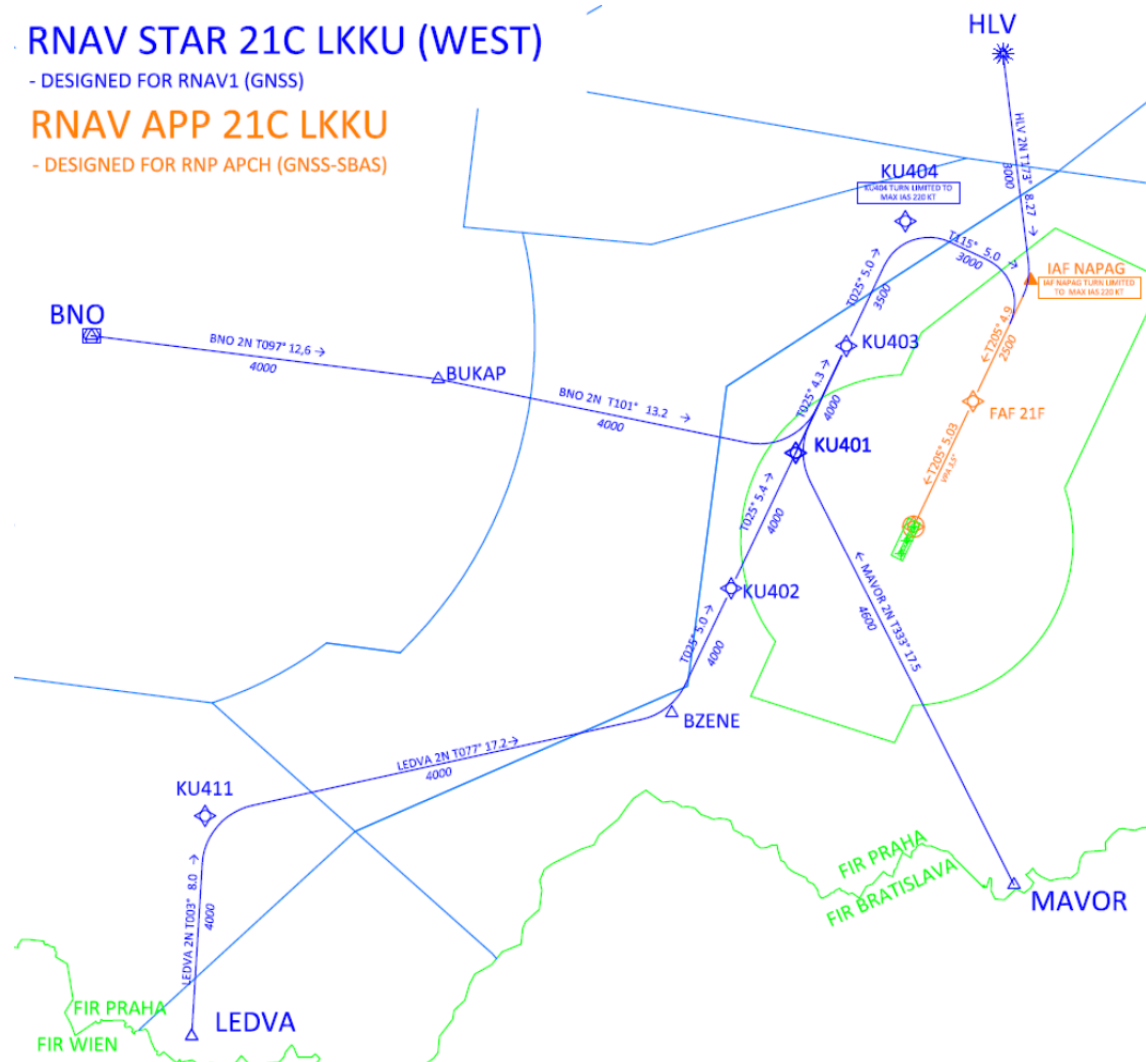 RNAV STAR 21C LKKU (WEST)
- DESIGNED FOR RNAV1 (GNSS)
RNAV APP 21C LKKU
- DESIGNED FOR RNP APCH (GNSS-SBAS)
HLV
HLV 2N T173° 8.27 →
3000
KU404
KU404 TURN LIMITED TO
MAX IAS 220 KT
T115° 5.0 →
3000
IAF NAPAG
IAF NAPAG TURN LIMITED
TO MAX IAS 220 KT
T025° 5.0 →
3500
BNO
BNO 2N T097° 12,6 →
4000
BUKAP
KU403
←T205° 4.9
2500
BNO 2N T101° 13.2 →
4000
T025° 4.3 →
4000
FAF 21F
KU401
←T205° 5.03
VPA 3,5°
T025° 5.4 →
4000
KU402
← MAVOR 2N T333° 17.5
4600
T025° 5.0 →
4000
BZENE
LEDVA 2N T077° 17.2→
4000
KU411
LEDVA 2N T003° 8.0 →
4000
FIR PRAHA
FIR BRATISLAVA
MAVOR
FIR PRAHA
FIR WIEN
LEDVA